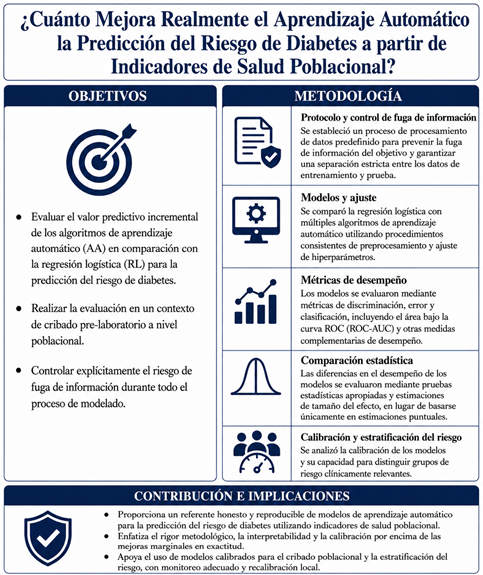 ¿Cuánto Mejora Realmente el Aprendizaje Automático
la Predicción del Riesgo de Diabetes a partir de
Indicadores de Salud Poblacional?
OBJETIVOS
• Evaluar el valor predictivo incremental
de los algoritmos de aprendizaje
automático (AA) en comparación con
la regresión logística (RL) para la
predicción del riesgo de diabetes.
• Realizar la evaluación en un contexto
de cribado pre-laboratorio a nivel
poblacional.
• Controlar explícitamente el riesgo de
fuga de información durante todo el
proceso de modelado.
METODOLOGÍA
Protocolo y control de fuga de información
Se estableció un proceso de procesamiento
de datos predefinido para prevenir la fuga
de información del objetivo y garantizar
una separación estricta entre los datos de
entrenamiento y prueba.
Modelos y ajuste
Se comparó la regresión logística con
múltiples algoritmos de aprendizaje
automático utilizando procedimientos
consistentes de preprocesamiento y ajuste
de hiperparámetros.
Métricas de desempeño
Los modelos se evaluaron mediante
métricas de discriminación, error y
clasificación, incluyendo el área bajo la
curva ROC (ROC-AUC) y otras medidas
complementarias de desempeño.
Comparación estadística
Las diferencias en el desempeño de los
modelos se evaluaron mediante pruebas
estadísticas apropiadas y estimaciones
de tamaño del efecto, en lugar de basarse
únicamente en estimaciones puntuales.
Calibración y estratificación del riesgo
Se analizó la calibración de los modelos
y su capacidad para distinguir grupos de
riesgo clínicamente relevantes.
CONTRIBUCIÓN E IMPLICACIONES
• Proporciona un referente honesto y reproducible de modelos de aprendizaje automático
para la predicción del riesgo de diabetes utilizando indicadores de salud poblacional.
• Enfatiza el rigor metodológico, la interpretabilidad y la calibración por encima de las
mejoras marginales en exactitud.
• Apoya el uso de modelos calibrados para el cribado poblacional y la estratificación del
riesgo, con monitoreo adecuado y recalibración local.